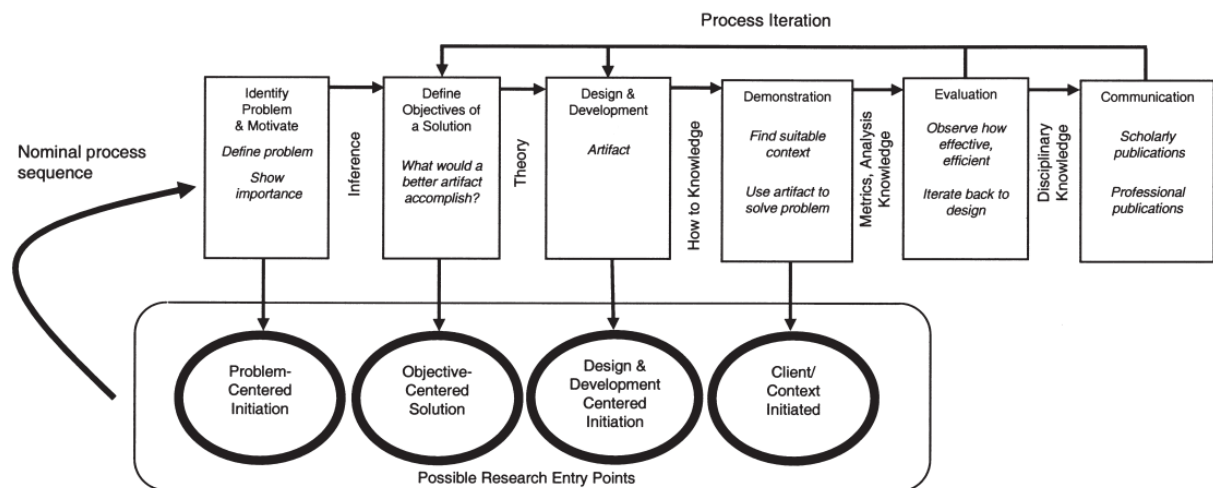 Process Iteration
Nominal process
sequence
Identify
Problem
& Motivate
Define problem
Show
importance
Inference
Define
Objectives of
a Solution
What would a
better artifact
accomplish?
Theory
Design &
Development
Artifact
How to Knowledge
Demonstration
Find suitable
context
Use artifact to
solve problem
Metrics, Analysis
Knowledge
Evaluation
Observe how
effective,
efficient
Iterate back to
design
Disciplinary
Knowledge
Communication
Scholarly
publications
Professional
publications
Problem-
Centered
Initiation
Objective-
Centered
Solution
Design &
Development
Centered
Initiation
Client/
Context
Initiated
Possible Research Entry Points